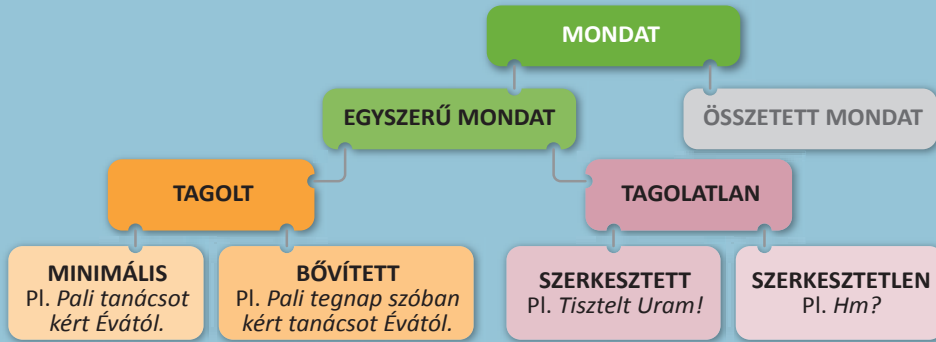 MONDAT
EGYSZERŰ MONDAT
ÖSSZETETT MONDAT
TAGOLT
TAGOLATLAN
MINIMÁLIS
Pl. Pali tanácsot
kért Évától.
BŐVÍTETT
Pl. Pali tegnap szóban
kért tanácsot Évától.
SZERKESZTETT
Pl. Tisztelt Uram!
SZERKESZTETLEN
Pl. Hm?